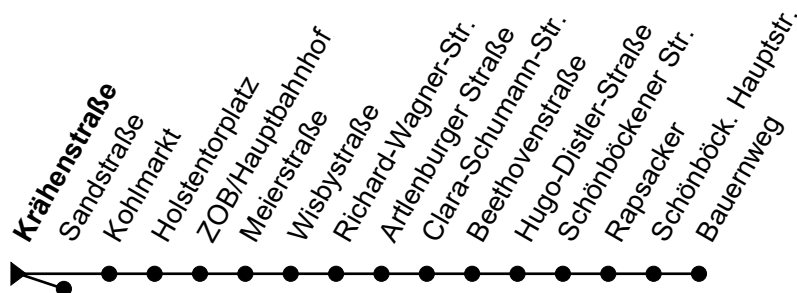 Krähenstraße
Sandstraße
Kohlmarkt
Holstentorplatz
ZOB/Hauptbahnhof
Meierstraße
Wisbystraße
Richard-Wagner-Str.
Artlenburger Straße
Clara-Schumann-Str.
Beethovenstraße
Hugo-Distler-Straße
Schönböckener Str.
Rapsacker
Schönböck. Hauptstr.
Bauernweg